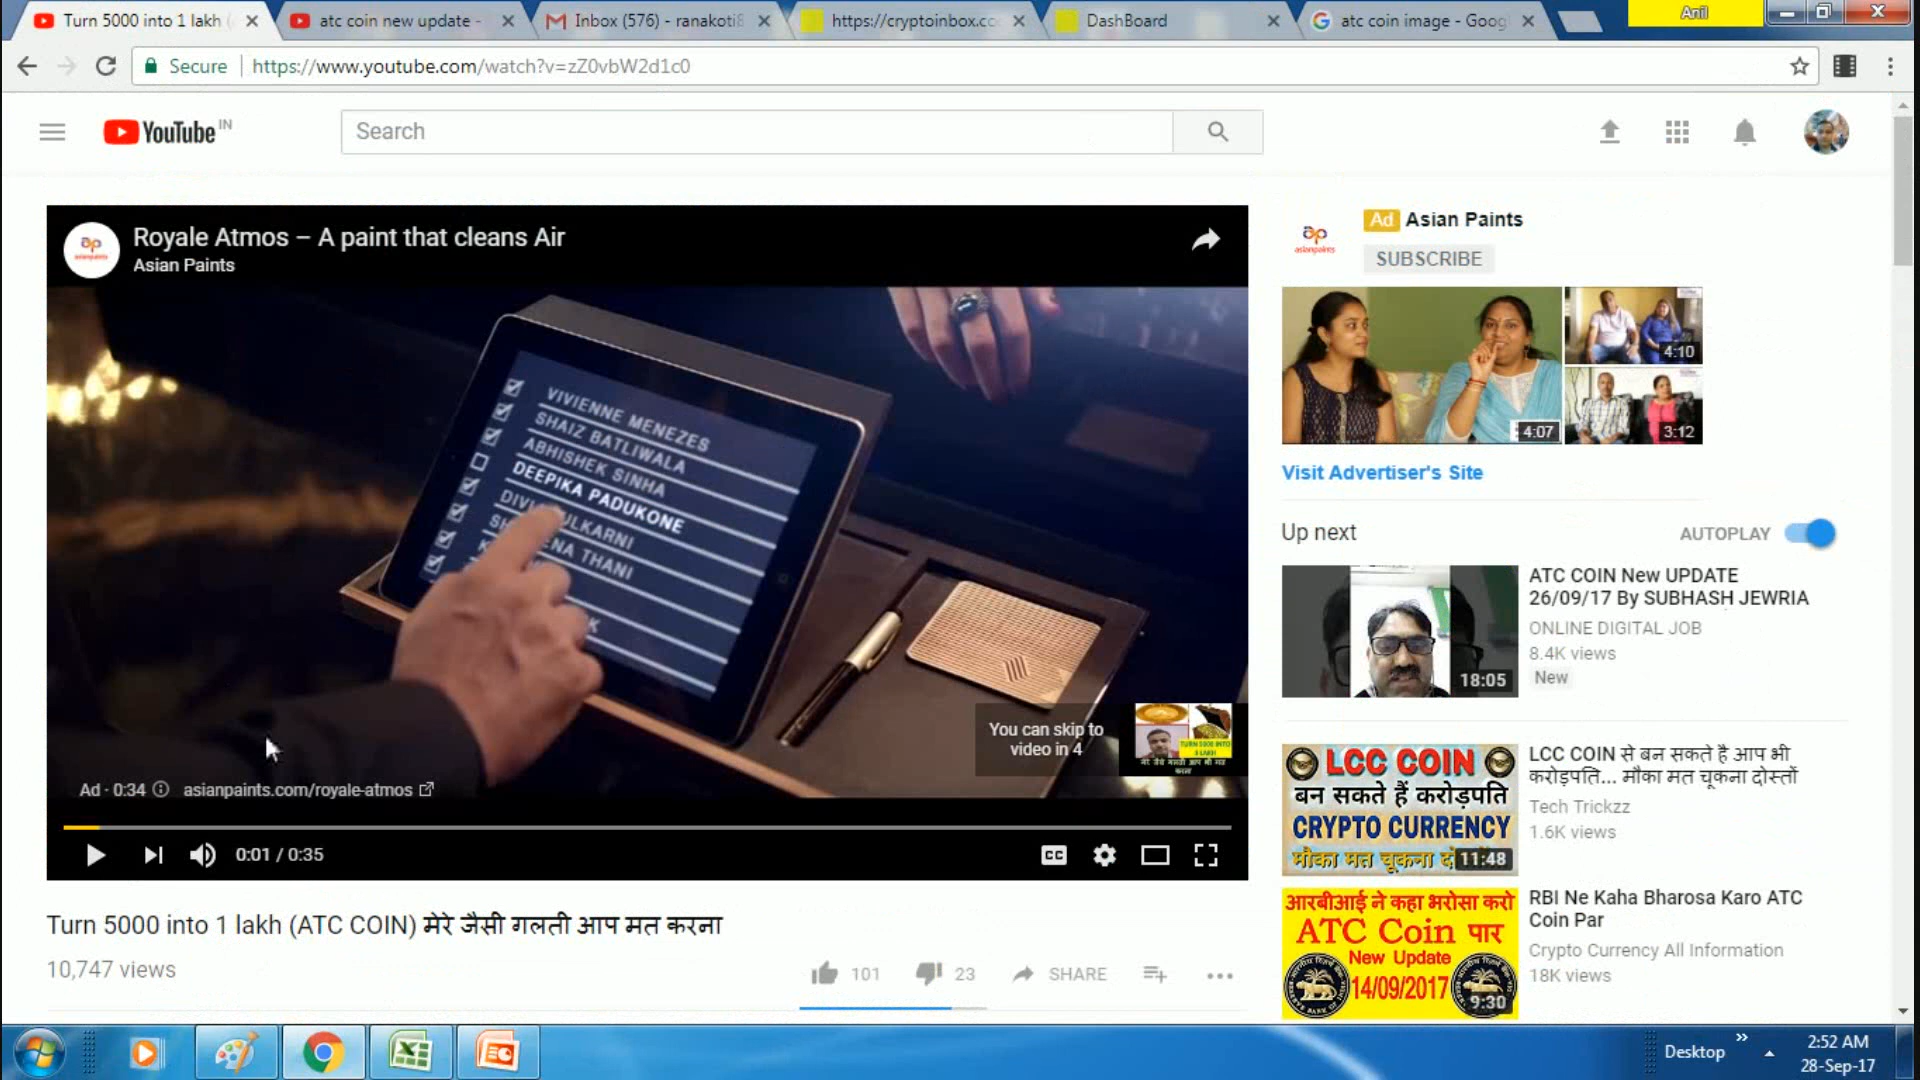 Turn 5000 into 1 lakh (
atc coin new update -
Inbox (576) - ranakoti8
https://cryptoinbox.co
DashBoard
atc coin image - Goog
Anil
Secure
https://www.youtube.com/watch?v=zZ0vbW2d1c0
YouTube IN
Search
Royale Atmos – A paint that cleans Air
Asian Paints
VIVIENNE MENEZES
SHAIZ BATLIWALA
ABHISHEK SINHA
DEEPIKA PADUKONE
THANI
You can skip to
video in 4
TURN 5000 INTO
1 LAKH
Ad · 0:34
asianpaints.com/royale-atmos
0:01 / 0:35
CC
Turn 5000 into 1 lakh (ATC COIN) मेरे जैसी गलती आप मत करना
10,747 views
101
23
SHARE
asianpaints
Ad Asian Paints
SUBSCRIBE
4:07
4:10
3:12
Visit Advertiser's Site
Up next
AUTOPLAY
18:05
ATC COIN New UPDATE
26/09/17 By SUBHASH JEWRIA
ONLINE DIGITAL JOB
8.4K views
New
LCC COIN
बन सकते हैं करोड़पति
CRYPTO CURRENCY
मौका मत चूकना
11:48
LCC COIN से बन सकते है आप भी
करोड़पति... मौका मत चूकना दोस्तों
Tech Trickzz
1.6K views
आरबीआई ने कहा भरोसा करो
ATC Coin पार
New Update
14/09/2017
9:30
RBI Ne Kaha Bharosa Karo ATC
Coin Par
Crypto Currency All Information
18K views
Desktop
2:52 AM
28-Sep-17